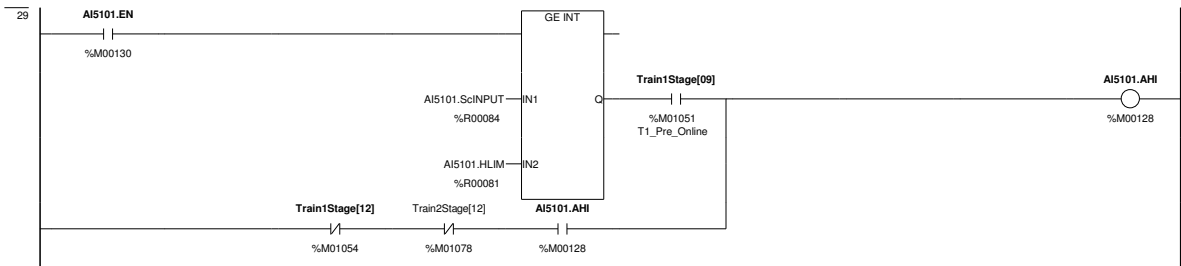 29
AI5101.EN
GE INT
%M00130
Train1Stage[09]
AI5101.AHI
AI5101.ScINPUT
IN1
Q
%R00084
%M01051
%M00128
T1_Pre_Online
AI5101.HLIM
IN2
%R00081
Train1Stage[12]
Train2Stage[12]
AI5101.AHI
%M01054
%M01078
%M00128